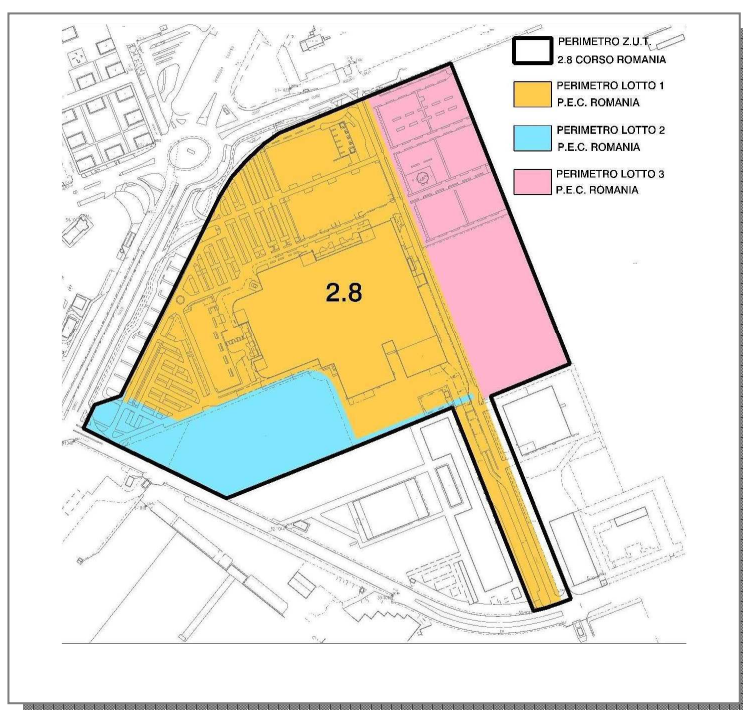 PERIMETRO Z.U.T.
2.8 CORSO ROMANIA
PERIMETRO LOTTO 1
P.E.C. ROMANIA
PERIMETRO LOTTO 2
P.E.C. ROMANIA
PERIMETRO LOTTO 3
P.E.C. ROMANIA
2.8